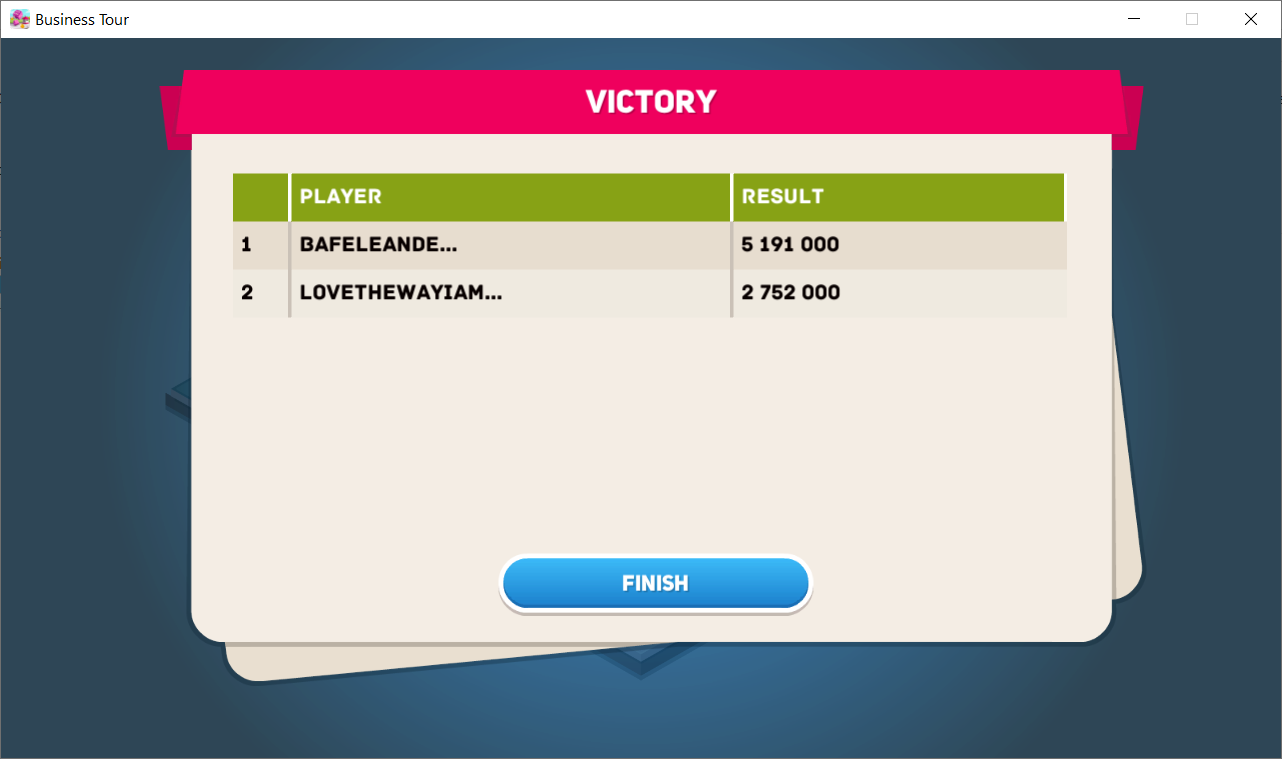 Business Tour
VICTORY
PLAYER RESULT
1 BAFELEANDE... 5 191 000
2 LOVETHEWAYIAM... 2 752 000
FINISH